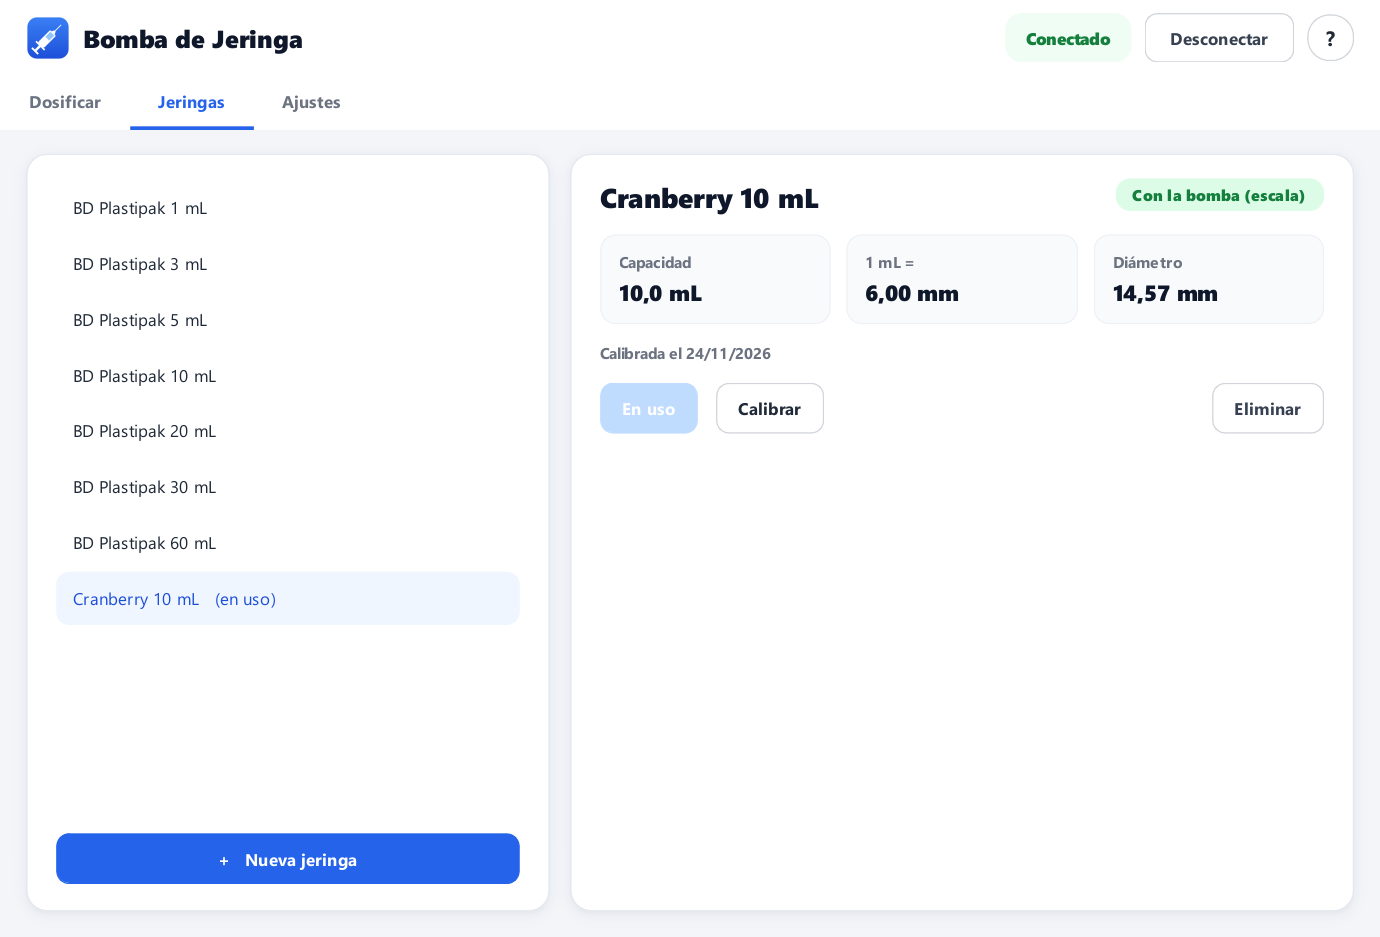 Bomba de Jeringa
Conectado
Desconectar
?
Dosificar
Jeringas
Ajustes
BD Plastipak 1 mL
BD Plastipak 3 mL
BD Plastipak 5 mL
BD Plastipak 10 mL
BD Plastipak 20 mL
BD Plastipak 30 mL
BD Plastipak 60 mL
Cranberry 10 mL (en uso)
+ Nueva jeringa
Cranberry 10 mL
Con la bomba (escala)
Capacidad
10,0 mL
1 mL =
6,00 mm
Diámetro
14,57 mm
Calibrada el 24/11/2026
En uso
Calibrar
Eliminar